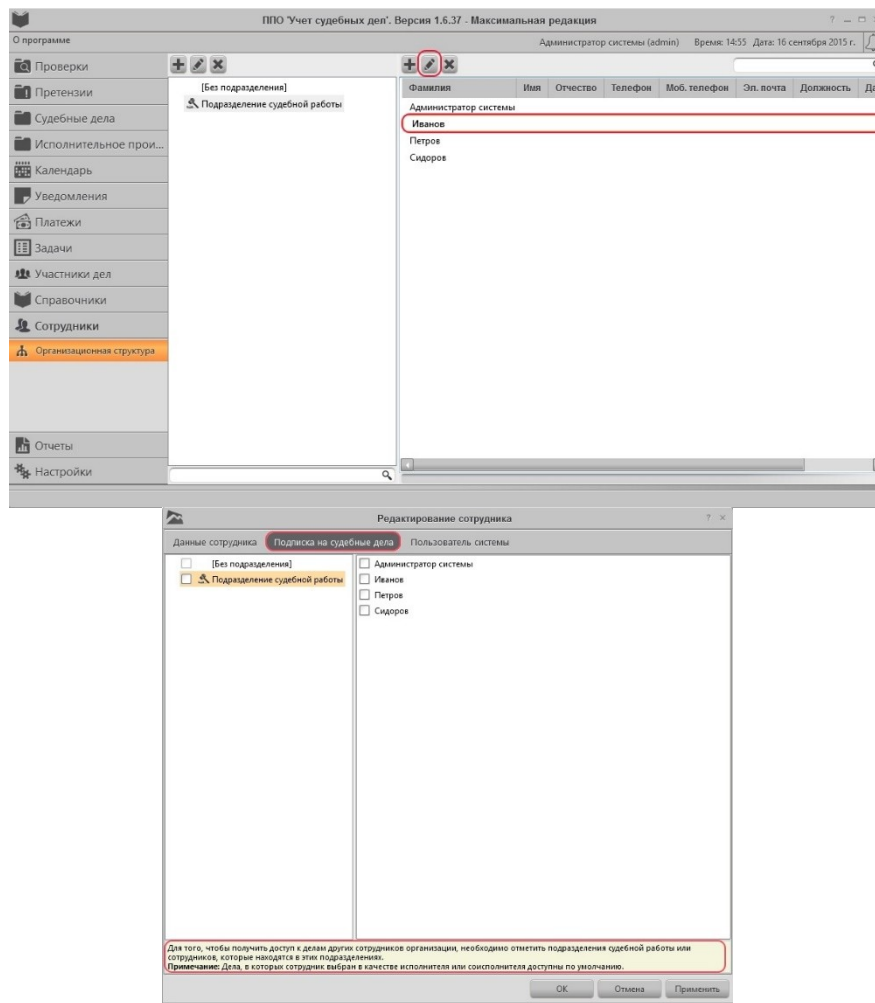 ППО 'Учет судебных дел'. Версия 1.6.37 - Максимальная редакция
О программе
Администратор системы (admin) Время: 14:55 Дата: 16 сентября 2015 г.
Проверки
Претензии
Судебные дела
Исполнительное прои...
Календарь
Уведомления
Платежи
Задачи
Участники дел
Справочники
Сотрудники
Организационная структура
Отчеты
Настройки
[Без подразделения]
Подразделение судебной работы
Фамилия Имя Отчество Телефон Моб. телефон Эл. почта Должность Да
Администратор системы
Иванов
Петров
Сидоров
Редактирование сотрудника
Данные сотрудника Подписка на судебные дела Пользователь системы
[Без подразделения]
Подразделение судебной работы
Администратор системы
Иванов
Петров
Сидоров
Для того, чтобы получить доступ к делам других сотрудников организации, необходимо отметить подразделения судебной работы или
сотрудников, которые находятся в этих подразделениях.
Примечание: Дела, в которых сотрудник выбран в качестве исполнителя или соисполнителя доступны по умолчанию.
ОК Отмена Применить